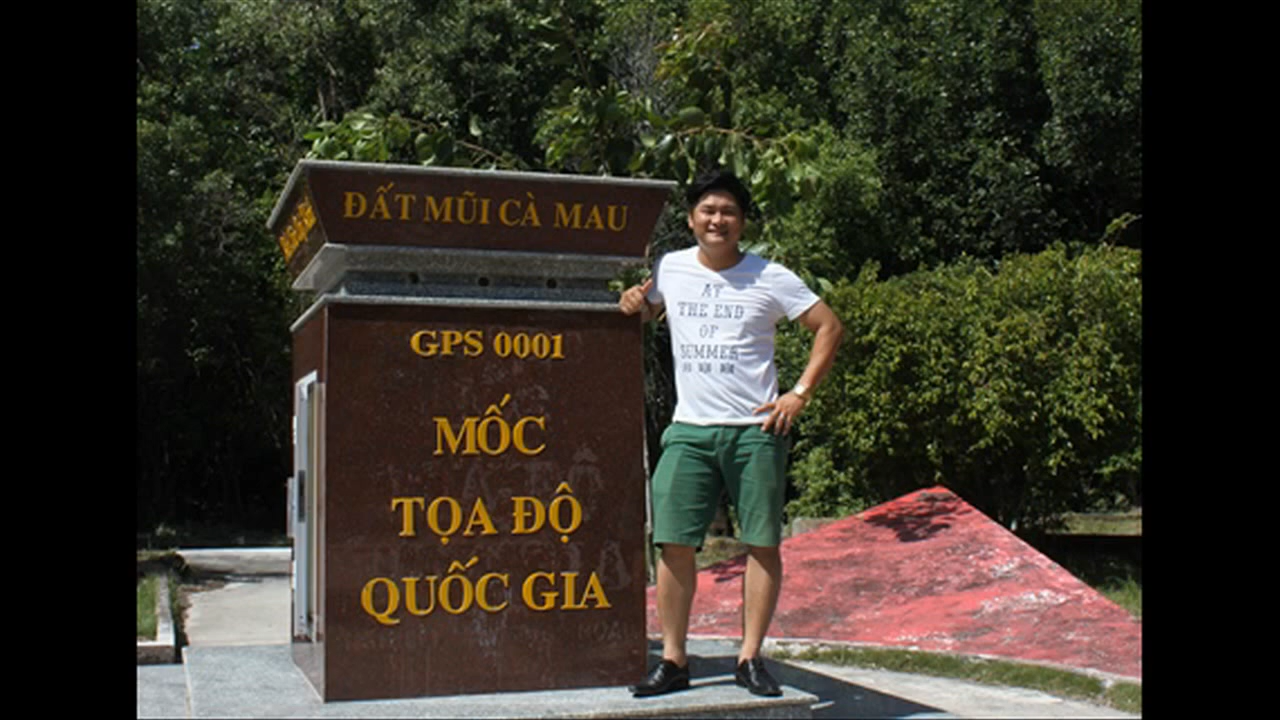 ĐẤT MŨI CÀ MAU
GPS 0001
MỐC
TỌA ĐỘ
QUỐC GIA
AT
THE END
OF
SUMMER